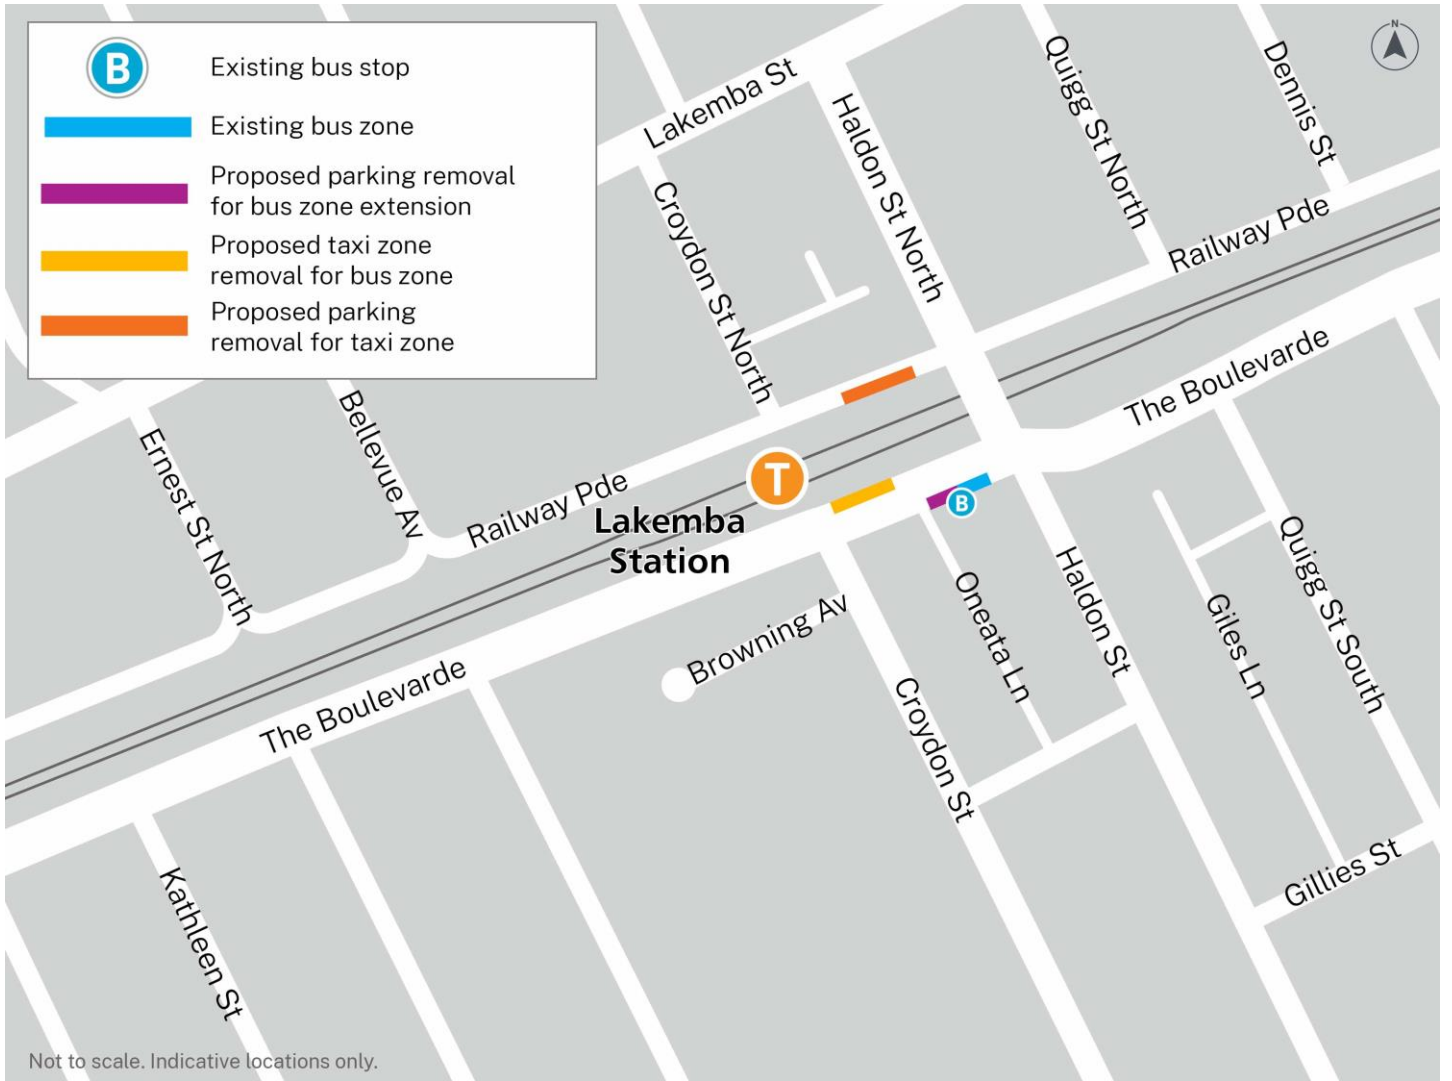 B
Existing bus stop
Existing bus zone
Proposed parking removal
for bus zone extension
Proposed taxi zone
removal for bus zone
Proposed parking
removal for taxi zone
N
Lakemba St
Haldon St North
Quigg St North
Dennis St
Croydon St North
Railway Pde
The Boulevarde
Bellevue Av
Ernest St North
Railway Pde
T
Lakemba
Station
B
Browning Av
Oneata Ln
Haldon St
Giles Ln
Quigg St South
The Boulevarde
Croydon St
Gillies St
Kathleen St
Not to scale. Indicative locations only.